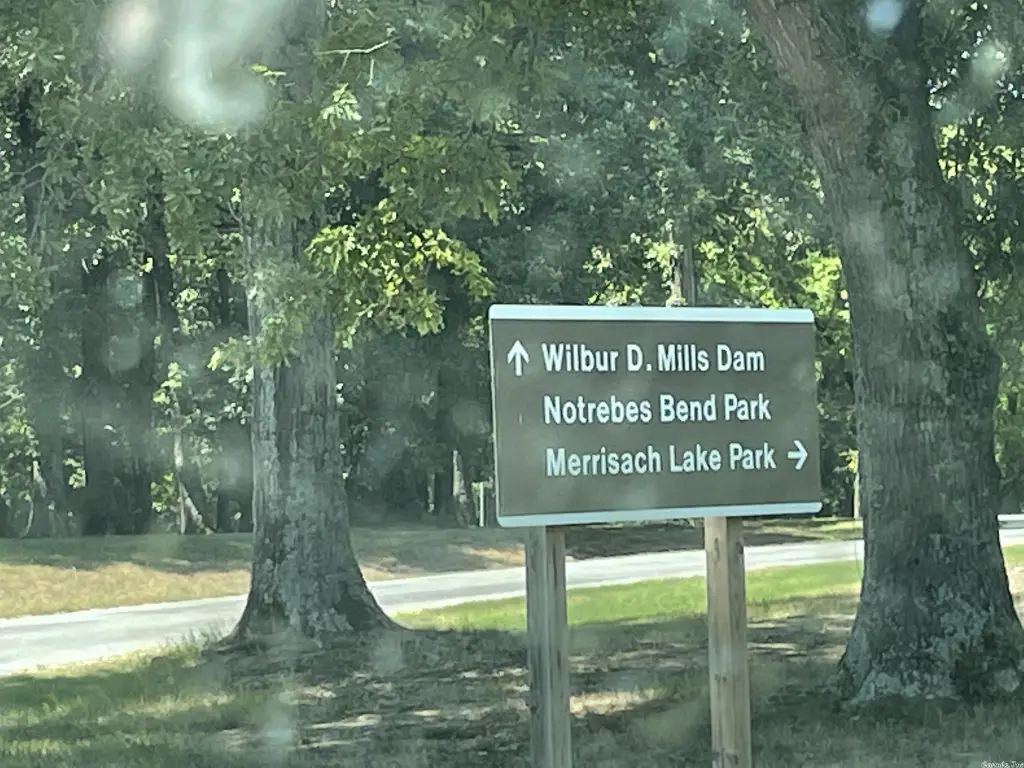 ↑ Wilbur D. Mills Dam
Notrebes Bend Park
Merrisach Lake Park →